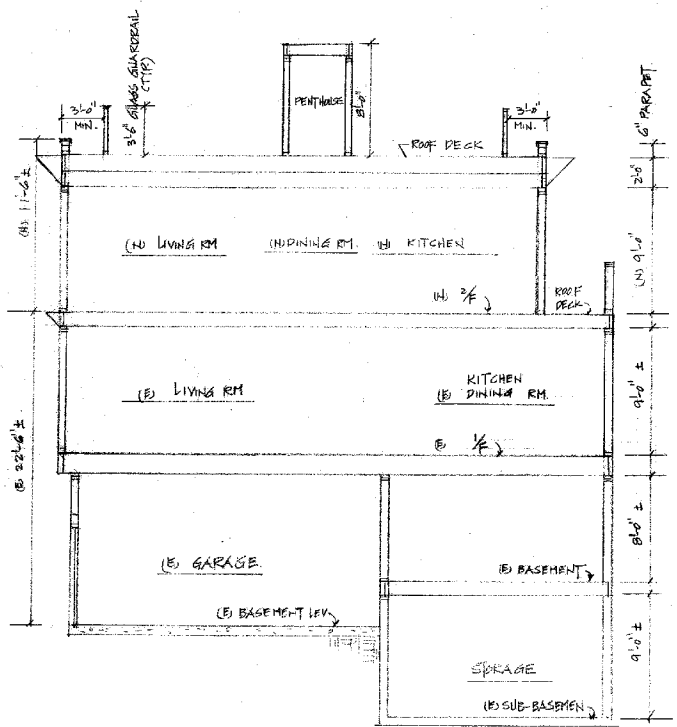 3'-6" GLASS GUARDRAIL
(TYP.)
3'-0"
MIN.
PENTHOUSE
8'-0"
3'-0"
MIN.
6" PARAPET
ROOF DECK
2'-0"
(N) 11'-6" ±
(N) LIVING RM
(N) DINING RM.
(N) KITCHEN
(N) 9'-0"
(N) 2/F
ROOF
DECK
(E) LIVING RM
KITCHEN
(E) DINING RM.
9'-0" ±
(E) 1/F
(E) 22'-6" ±
(E) GARAGE
8'-0" ±
(E) BASEMENT
(E) BASEMENT LEV.
9'-0" ±
STORAGE
(E) SUB-BASEMEN